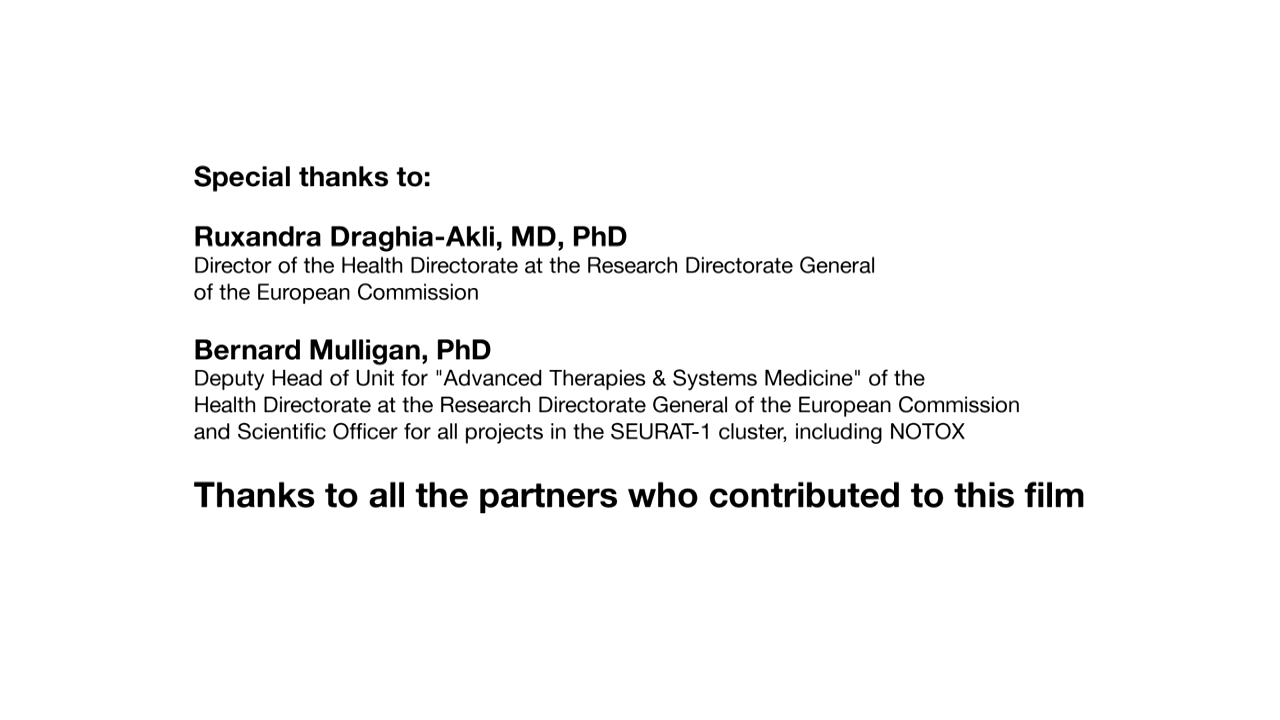 Special thanks to:
Ruxandra Draghia-Akli, MD, PhD
Director of the Health Directorate at the Research Directorate General
of the European Commission
Bernard Mulligan, PhD
Deputy Head of Unit for "Advanced Therapies & Systems Medicine" of the
Health Directorate at the Research Directorate General of the European Commission
and Scientific Officer for all projects in the SEURAT-1 cluster, including NOTOX
Thanks to all the partners who contributed to this film